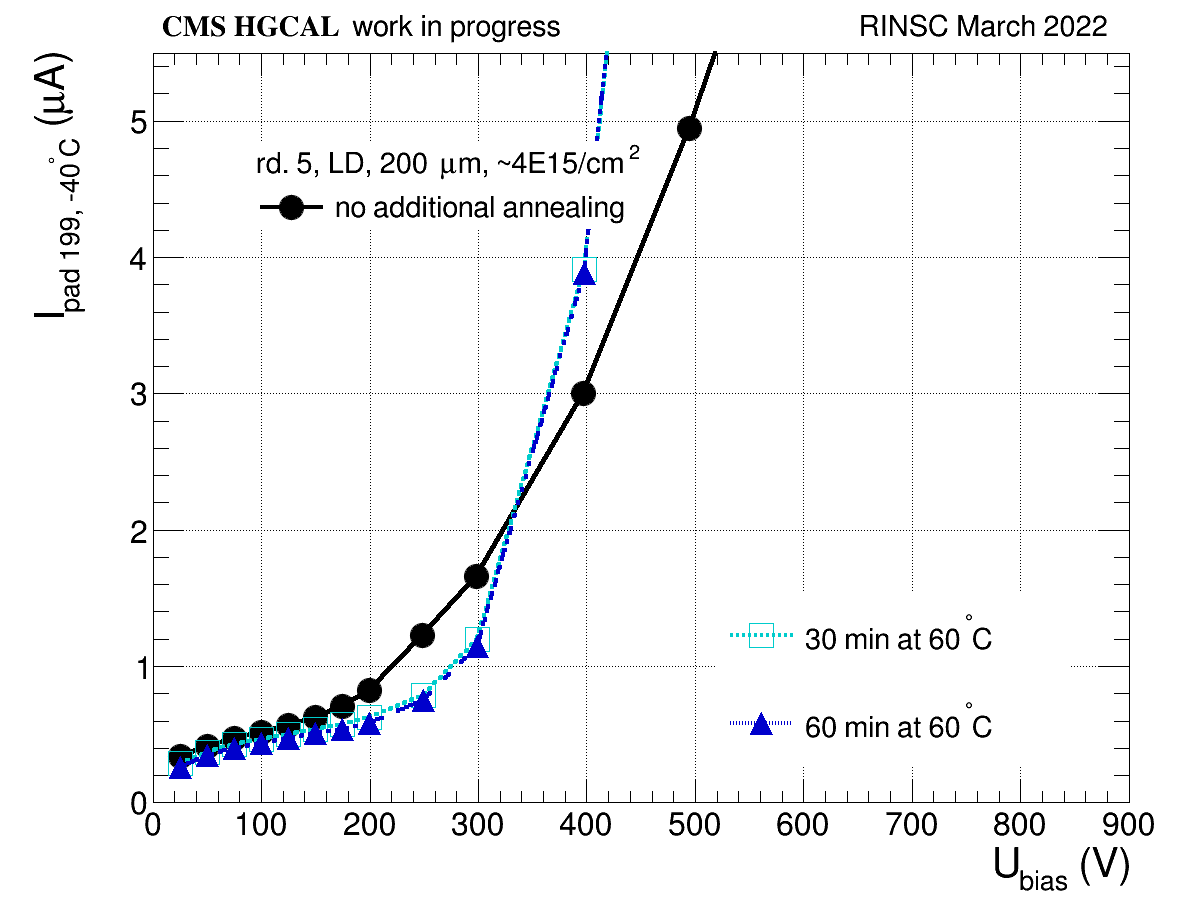 CMS HGCAL work in progress RINSC March 2022
I pad 199, -40°C (μA)
5
rd. 5, LD, 200 μm, ~4E15/cm²
no additional annealing
4
3
2
1
30 min at 60°C
60 min at 60°C
0
0 100 200 300 400 500 600 700 800 900
U bias (V)